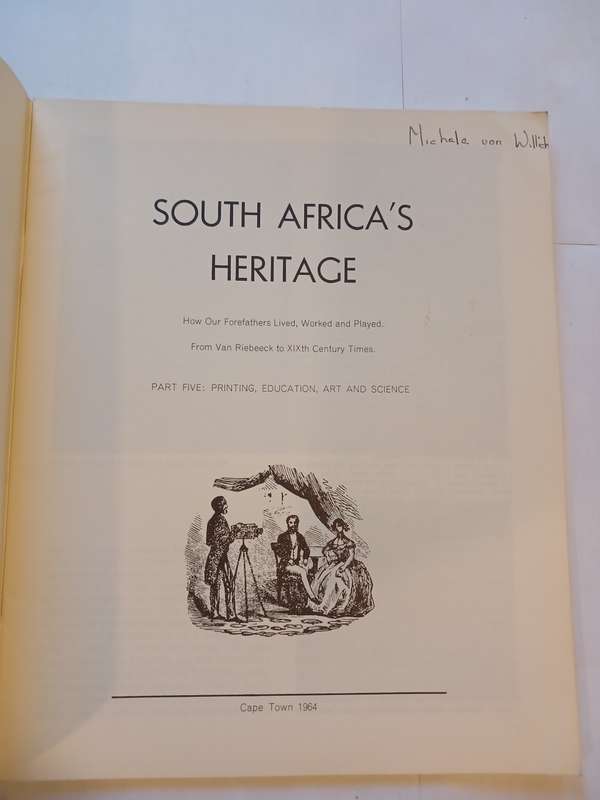 Michala von Willich
SOUTH AFRICA'S
HERITAGE
How Our Forefathers Lived, Worked and Played.
From Van Riebeeck to XIXth Century Times.
PART FIVE: PRINTING, EDUCATION, ART AND SCIENCE
Cape Town 1964